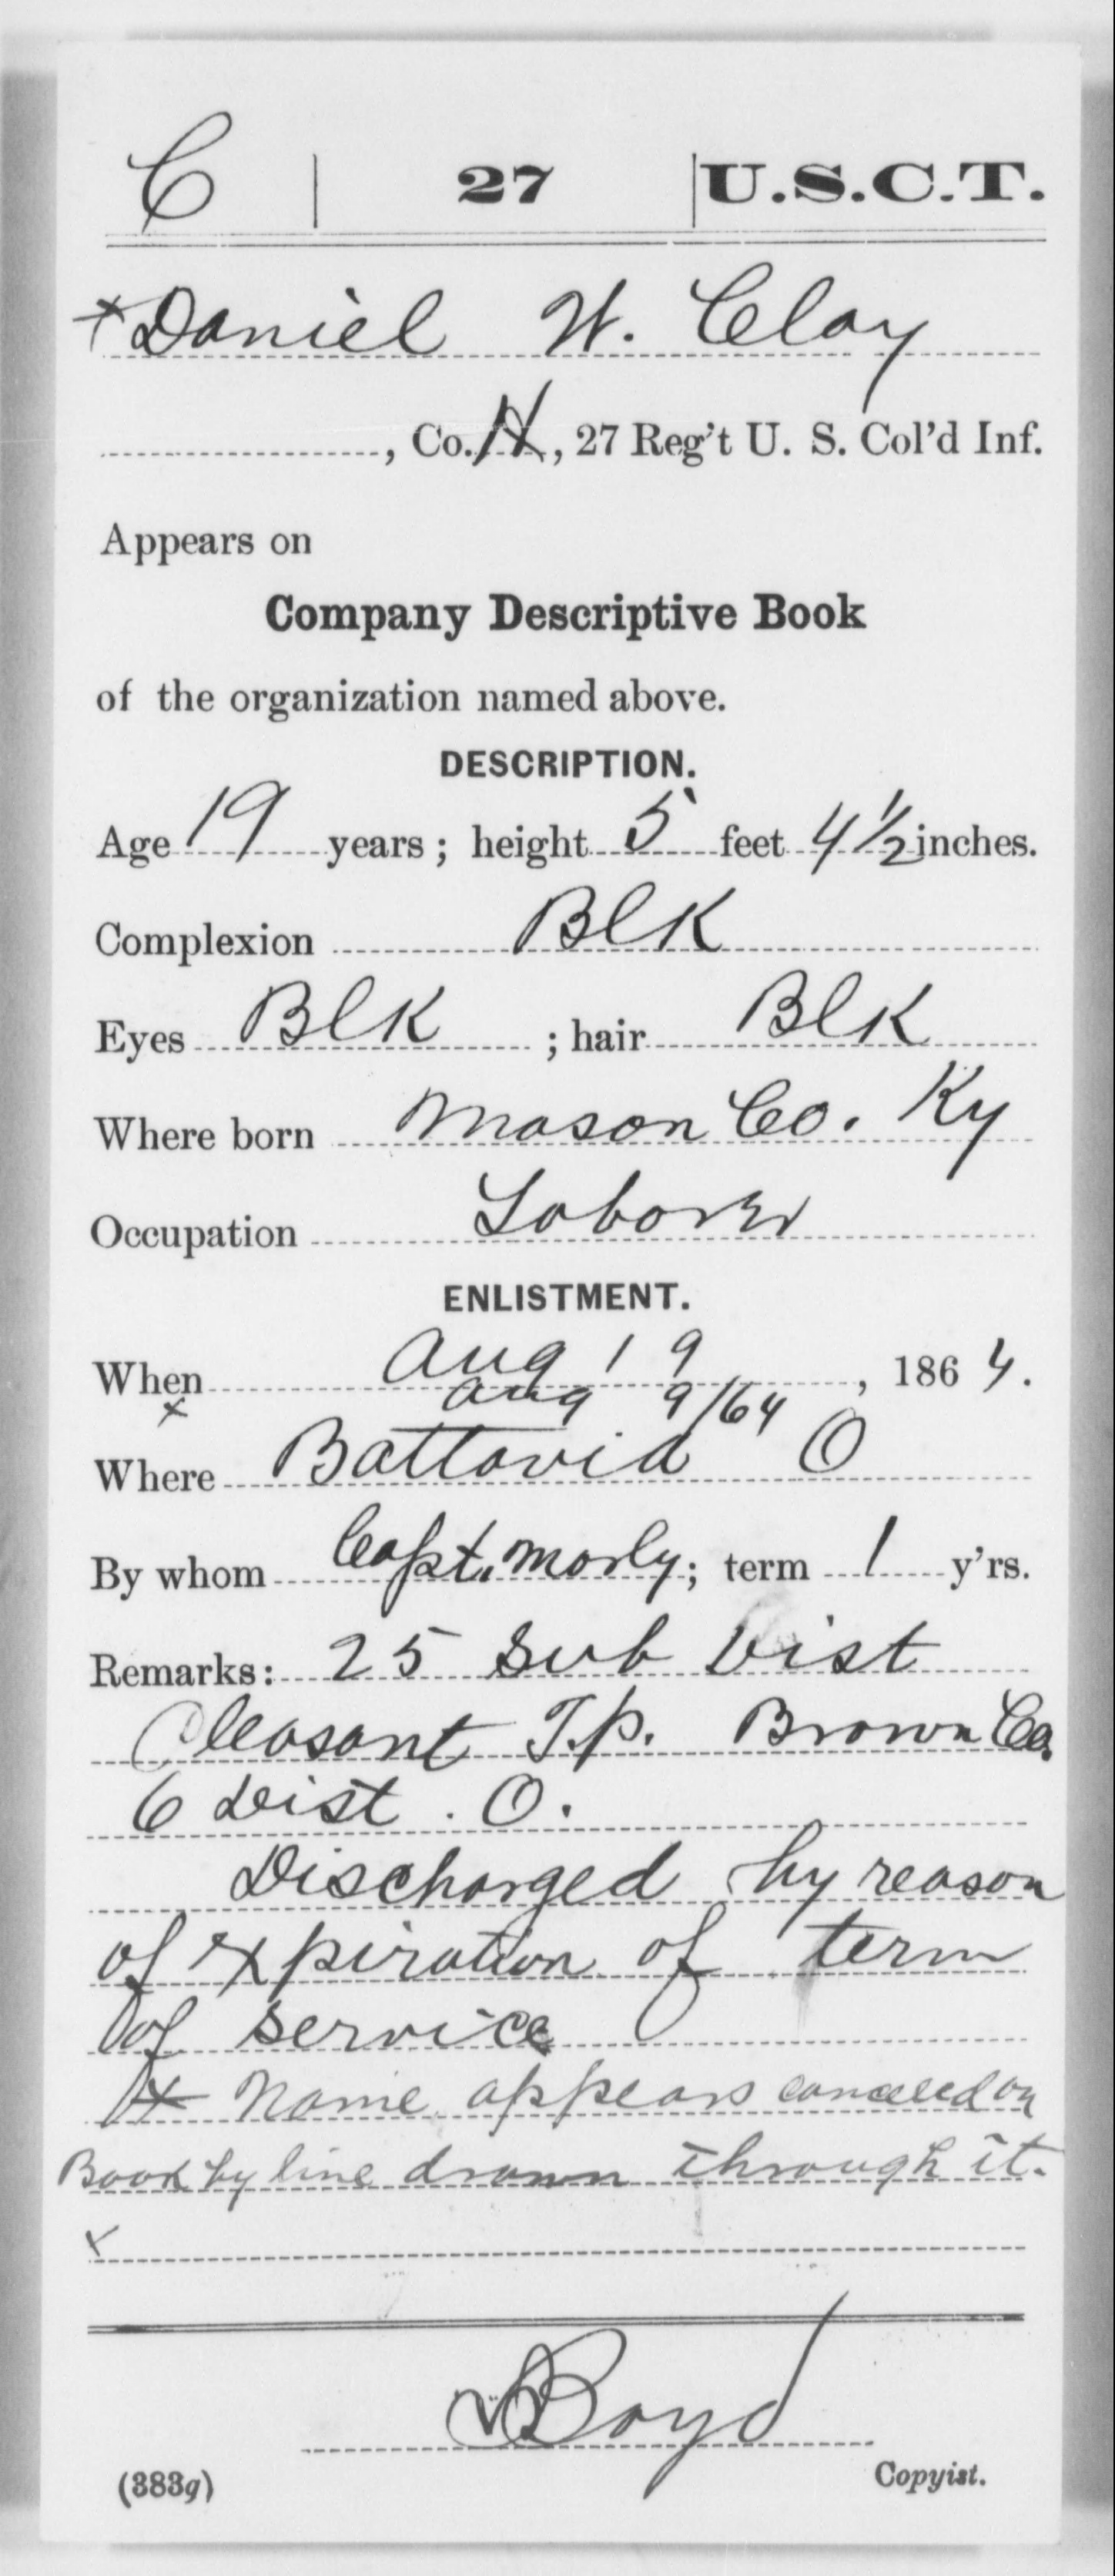 C | 27 | U.S.C.T.
x Daniel W. Clay
, Co. H, 27 Reg't U. S. Col'd Inf.
Appears on
Company Descriptive Book
of the organization named above.
DESCRIPTION.
Age 19 years; height 5 feet 4 1/2 inches.
Complexion Blk
Eyes Blk ; hair Blk
Where born Mason Co. Ky
Occupation Laborer
ENLISTMENT.
When Aug 19, 1864.
x Aug 9/64
Where Battavia O
By whom Capt. Morly; term 1 y'rs.
Remarks: 25 Sub Dist
Pleasant T.p. Brown Co.
6 Dist. O.
Discharged by reason
of expiration of term
of service
x Name appears canceled on
Book by line drawn through it.
x
Boyd
(383g) Copyist.